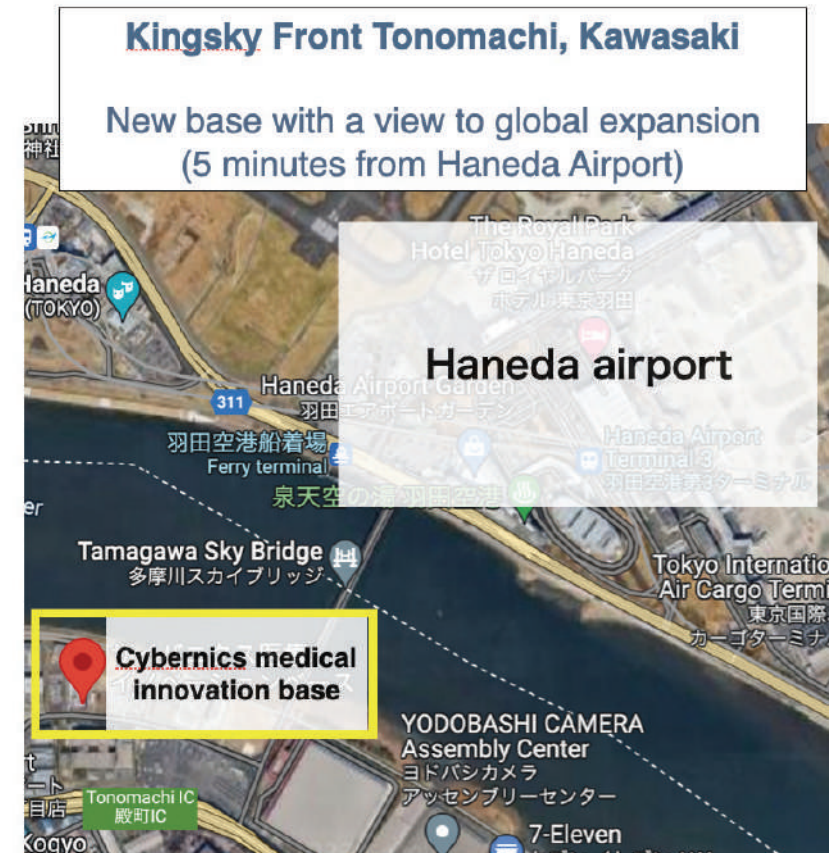 Kingsky Front Tonomachi, Kawasaki
New base with a view to global expansion
(5 minutes from Haneda Airport)
神社
The Royal Park
Hotel Tokyo Haneda
ザ ロイヤルパーク
ホテル 東京羽田
Haneda
(TOKYO)
Haneda airport
Haneda Airport Garden
羽田エアポートガーデン
311
羽田空港船着場
Ferry terminal
Haneda Airport
Terminal 3
羽田空港第3ターミナル
泉天空の湯 羽田空港
Tamagawa Sky Bridge
多摩川スカイブリッジ
Tokyo Internatio
Air Cargo Termi
東京国際
カーゴターミナ
Cybernics medical
innovation base
YODOBASHI CAMERA
Assembly Center
ヨドバシカメラ
アッセンブリーセンター
Tonomachi IC
殿町IC
目店
Kogyo
7-Eleven